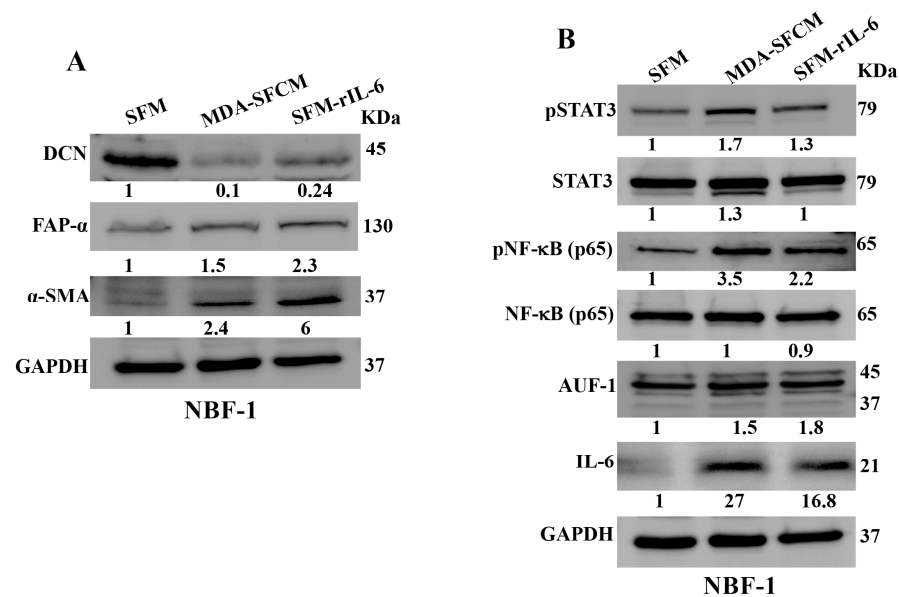 A
SFM MDA-SFCM SFM-rIL-6
KDa
DCN 45
1 0.1 0.24
FAP-α 130
1 1.5 2.3
α-SMA 37
1 2.4 6
GAPDH 37
NBF-1
B
SFM MDA-SFCM SFM-rIL-6
KDa
pSTAT3 79
1 1.7 1.3
STAT3 79
1 1.3 1
pNF-κB (p65) 65
1 3.5 2.2
NF-κB (p65) 65
1 1 0.9
AUF-1 45
37
1 1.5 1.8
IL-6 21
1 27 16.8
GAPDH 37
NBF-1